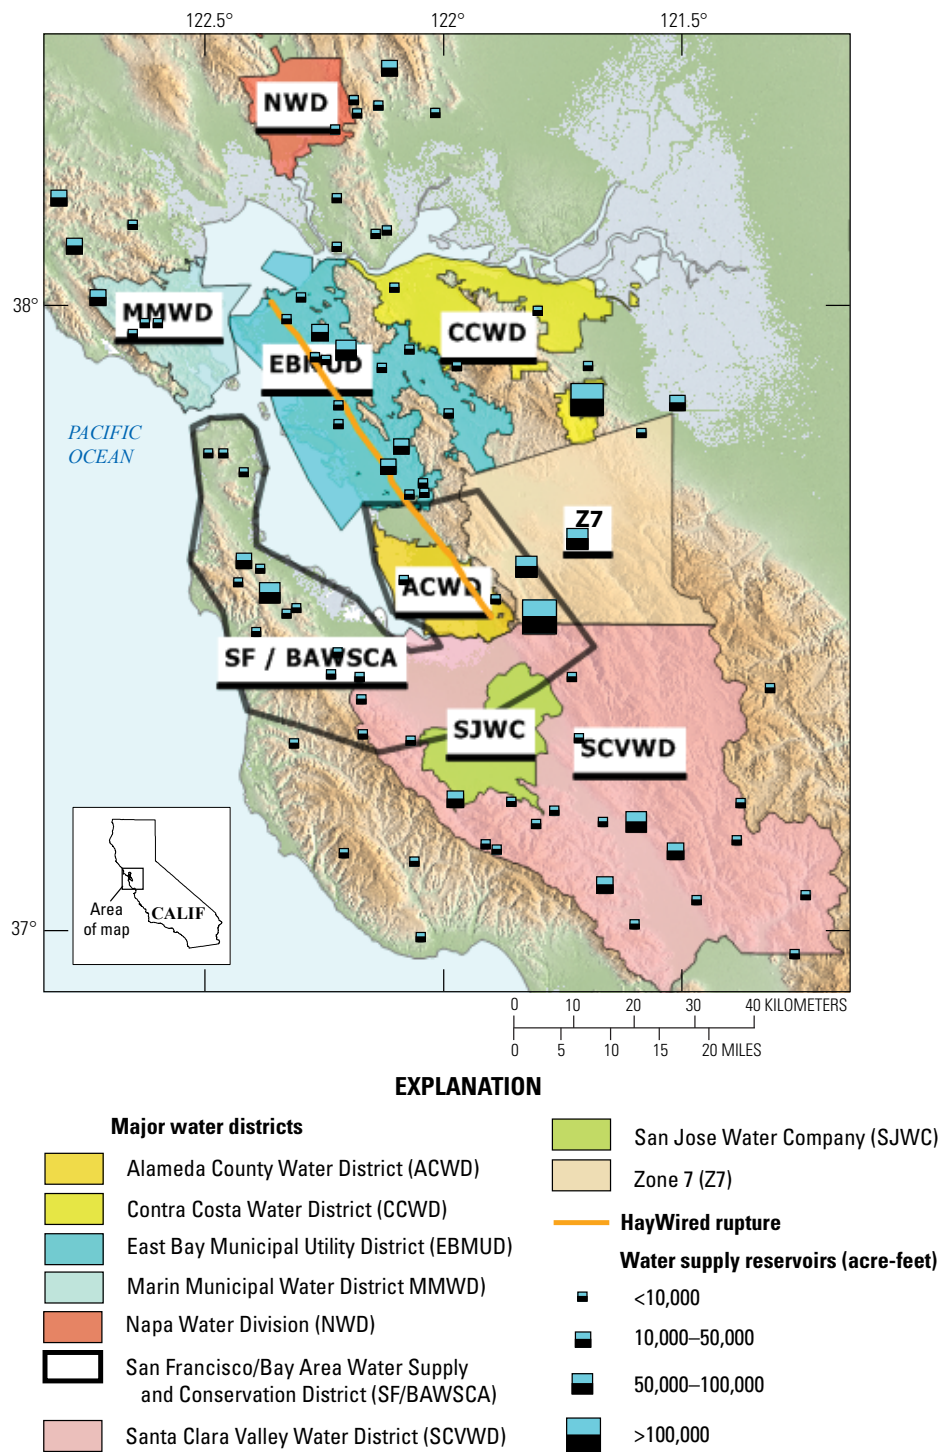 122.5°
122°
121.5°
NWD
38°
MMWD
CCWD
EBMUD
PACIFIC
OCEAN
Z7
ACWD
SF / BAWSCA
SJWC
SCVWD
Area
of map
CALIF
37°
0 10 20 30 40 KILOMETERS
0 5 10 15 20 MILES
EXPLANATION
Major water districts
Alameda County Water District (ACWD)
Contra Costa Water District (CCWD)
East Bay Municipal Utility District (EBMUD)
Marin Municipal Water District MMWD)
Napa Water Division (NWD)
San Francisco/Bay Area Water Supply
and Conservation District (SF/BAWSCA)
Santa Clara Valley Water District (SCVWD)
San Jose Water Company (SJWC)
Zone 7 (Z7)
HayWired rupture
Water supply reservoirs (acre-feet)
<10,000
10,000–50,000
50,000–100,000
>100,000